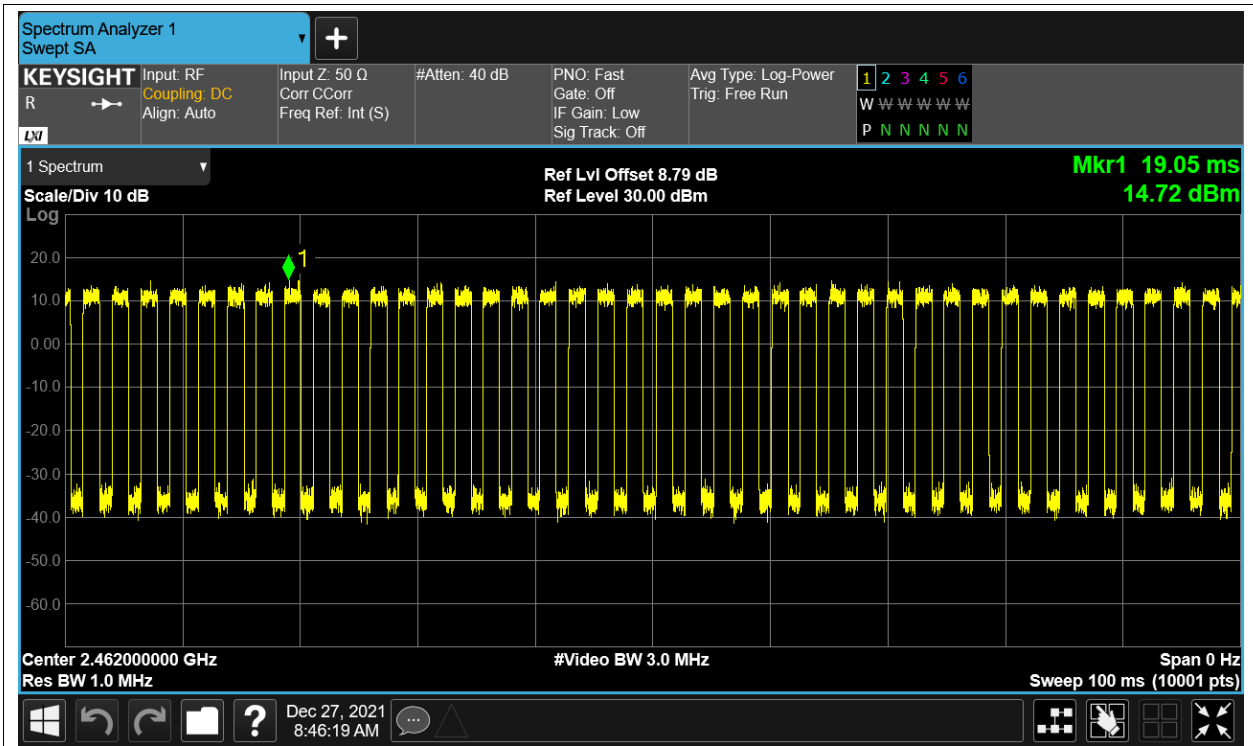 Spectrum Analyzer 1
Swept SA
+
KEYSIGHT
R
LXI
Input: RF
Coupling: DC
Align: Auto
Input Z: 50 Ω
Corr CCorr
Freq Ref: Int (S)
#Atten: 40 dB
PNO: Fast
Gate: Off
IF Gain: Low
Sig Track: Off
Avg Type: Log-Power
Trig: Free Run
1 2 3 4 5 6
W W W W W W
P N N N N N
1 Spectrum
Scale/Div 10 dB
Ref Lvl Offset 8.79 dB
Ref Level 30.00 dBm
Mkr1 19.05 ms
14.72 dBm
Log
1
20.0
10.0
0.00
-10.0
-20.0
-30.0
-40.0
-50.0
-60.0
Center 2.462000000 GHz
Res BW 1.0 MHz
#Video BW 3.0 MHz
Span 0 Hz
Sweep 100 ms (10001 pts)
?
Dec 27, 2021
8:46:19 AM